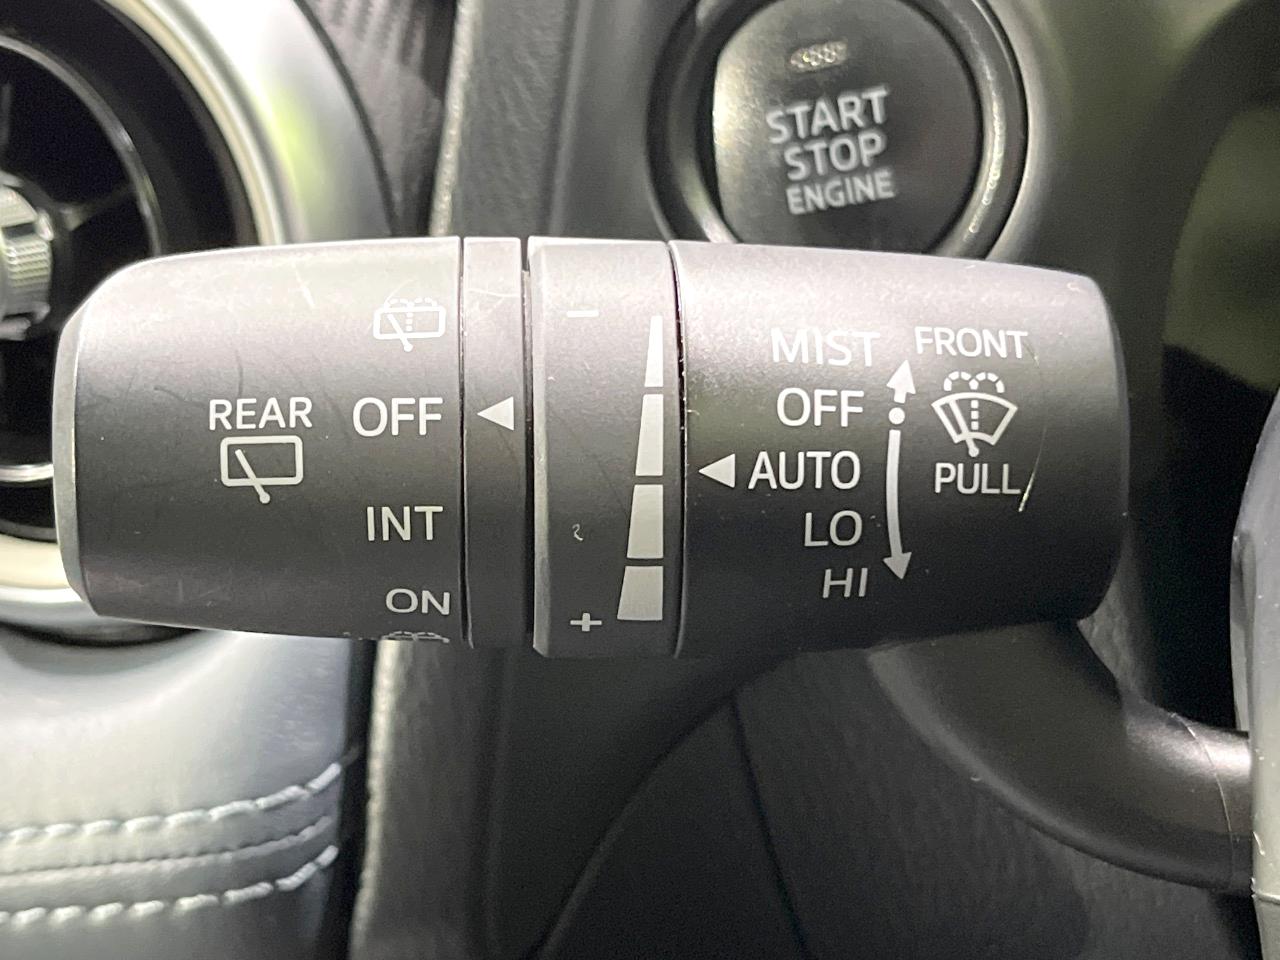 START
STOP
ENGINE
REAR
OFF
INT
ON
−
+
MIST
OFF
AUTO
LO
HI
FRONT
PULL